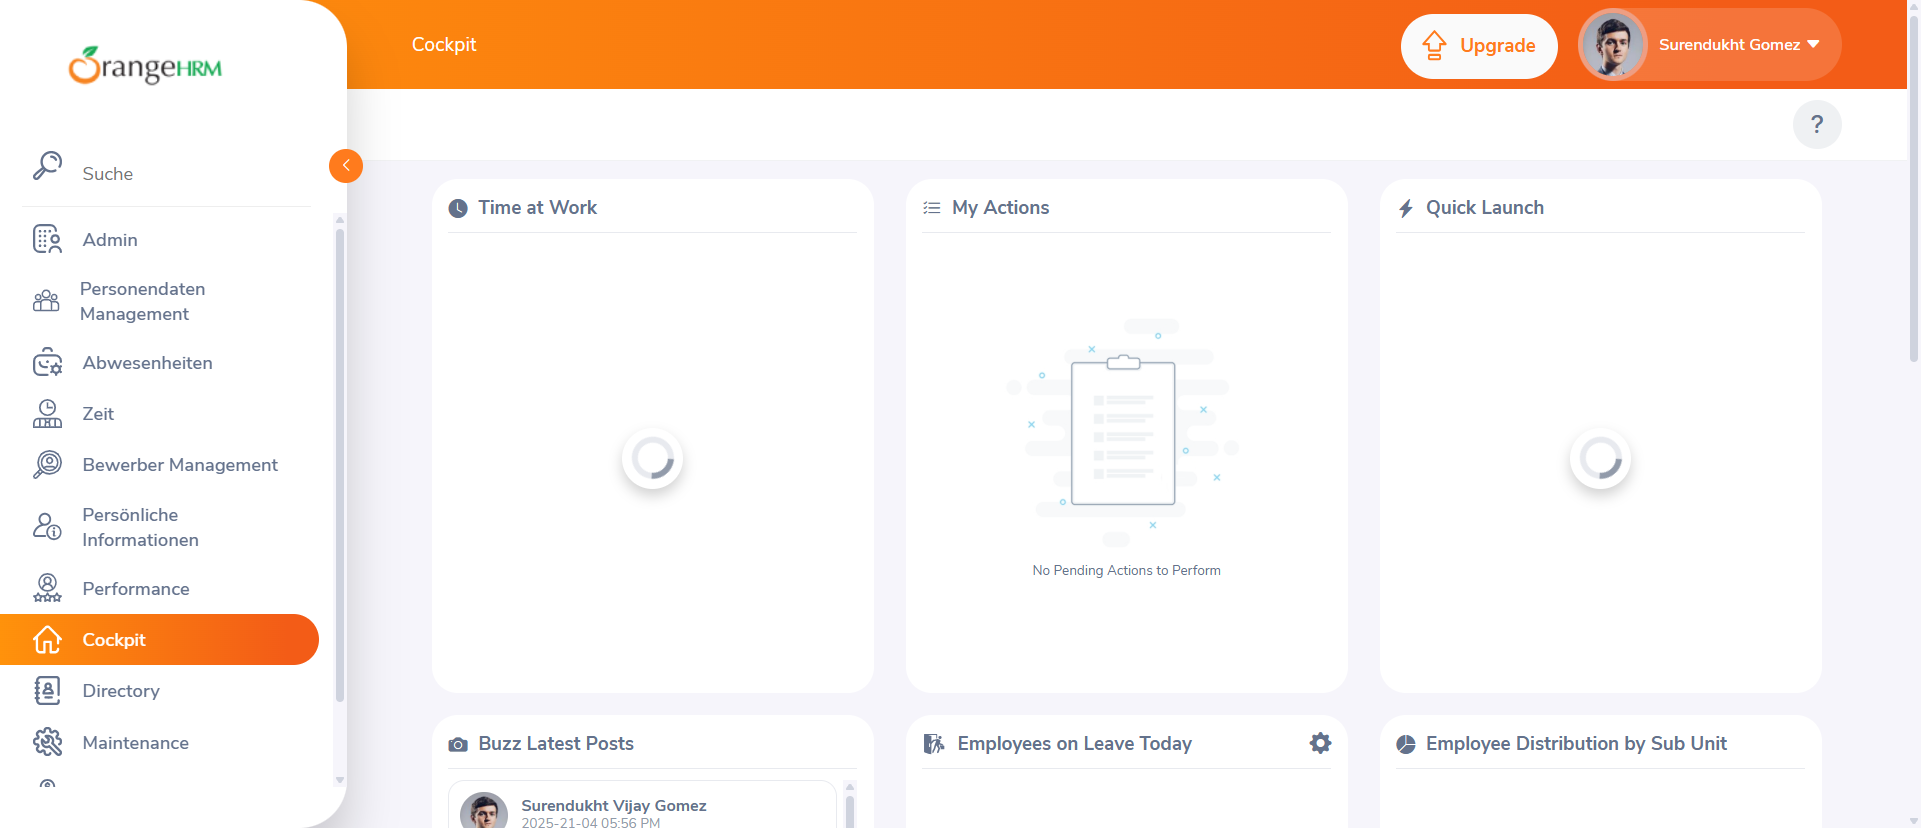 OrangeHRM
Cockpit
Upgrade
Surendukht Gomez
?
Suche
Admin
Personendaten
Management
Abwesenheiten
Zeit
Bewerber Management
Persönliche
Informationen
Performance
Cockpit
Directory
Maintenance
Time at Work
My Actions
No Pending Actions to Perform
Quick Launch
Buzz Latest Posts
Surendukht Vijay Gomez
2025-21-04 05:56 PM
Employees on Leave Today
Employee Distribution by Sub Unit